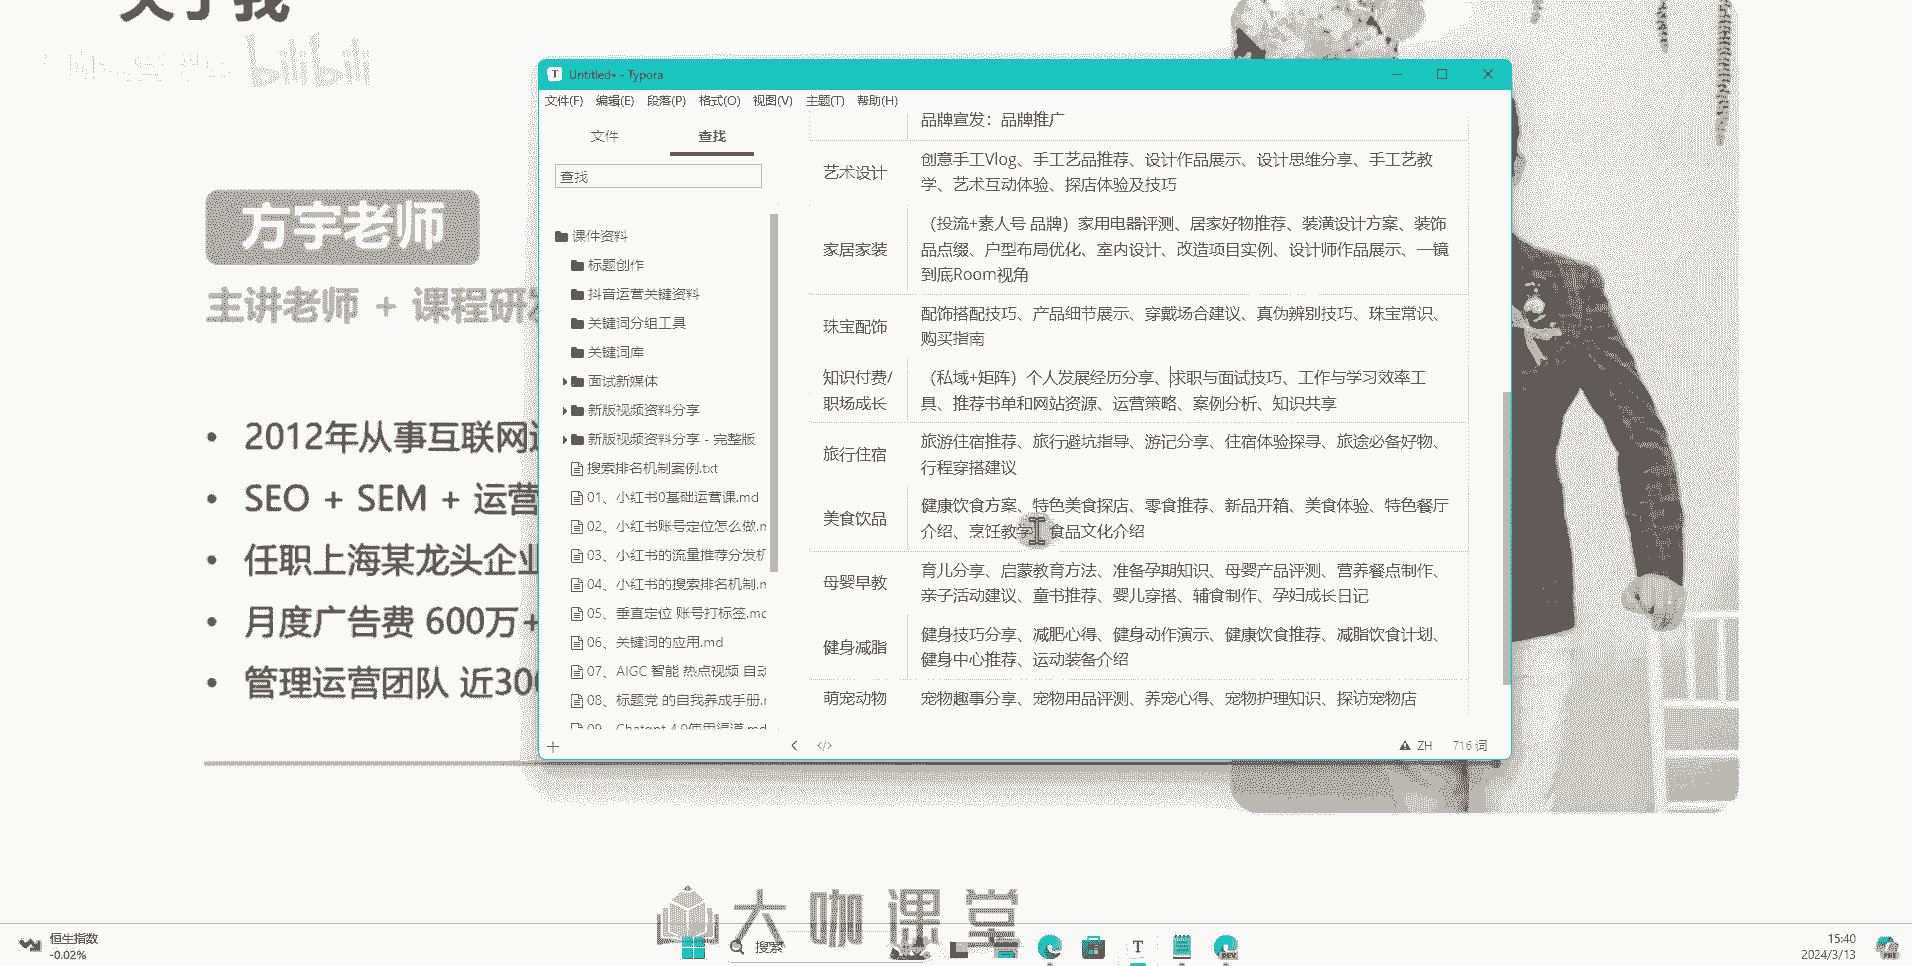 关于我
bilibili
方宇老师
主讲老师 + 课程研发
2012年从事互联网运
SEO + SEM + 运营
任职上海某龙头企业
月度广告费 600万+
管理运营团队 近300
Untitled• - Typora
文件(F) 编辑(E) 段落(P) 格式(O) 视图(V) 主题(T) 帮助(H)
文件 查找
查找
课件资料
标题创作
抖音运营关键资料
关键词分组工具
关键词库
面试新媒体
新版视频资料分享
新版视频资料分享 - 完整版
搜索排名机制案例.txt
01、小红书0基础运营课.md
02、小红书账号定位怎么做.m
03、小红书的流量推荐分发机
04、小红书的搜索排名机制.m
05、垂直定位 账号打标签.mc
06、关键词的应用.md
07、AIGC 智能 热点视频 自动
08、标题党 的自我养成手册.r
09、Chatgpt 4.0使用渠道.md
品牌宣发：品牌推广
艺术设计
创意手工Vlog、手工艺品推荐、设计作品展示、设计思维分享、手工艺教
学、艺术互动体验、探店体验及技巧
家居家装
（投流+素人号 品牌）家用电器评测、居家好物推荐、装潢设计方案、装饰
品点缀、户型布局优化、室内设计、改造项目实例、设计师作品展示、一镜
到底Room视角
珠宝配饰
配饰搭配技巧、产品细节展示、穿戴场合建议、真伪辨别技巧、珠宝常识、
购买指南
知识付费/
职场成长
（私域+矩阵）个人发展经历分享、求职与面试技巧、工作与学习效率工
具、推荐书单和网站资源、运营策略、案例分析、知识共享
旅行住宿
旅游住宿推荐、旅行避坑指导、游记分享、住宿体验探寻、旅途必备好物、
行程穿搭建议
美食饮品
健康饮食方案、特色美食探店、零食推荐、新品开箱、美食体验、特色餐厅
介绍、烹饪教学、食品文化介绍
母婴早教
育儿分享、启蒙教育方法、准备孕期知识、母婴产品评测、营养餐点制作、
亲子活动建议、童书推荐、婴儿穿搭、辅食制作、孕妇成长日记
健身减脂
健身技巧分享、减肥心得、健身动作演示、健康饮食推荐、减脂饮食计划、
健身中心推荐、运动装备介绍
萌宠动物
宠物趣事分享、宠物用品评测、养宠心得、宠物护理知识、探访宠物店
ZH 716 词
大咖课堂
恒生指数
-0.02%
搜索
15:40
2024/3/13